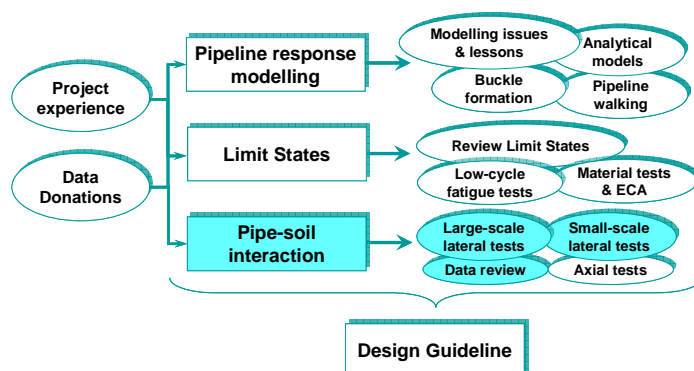 Project
experience
Data
Donations
Pipeline response
modelling
Modelling issues
& lessons
Analytical
models
Buckle
formation
Pipeline
walking
Limit States
Review Limit States
Low-cycle
fatigue tests
Material tests
& ECA
Pipe-soil
interaction
Large-scale
lateral tests
Small-scale
lateral tests
Data review
Axial tests
Design Guideline